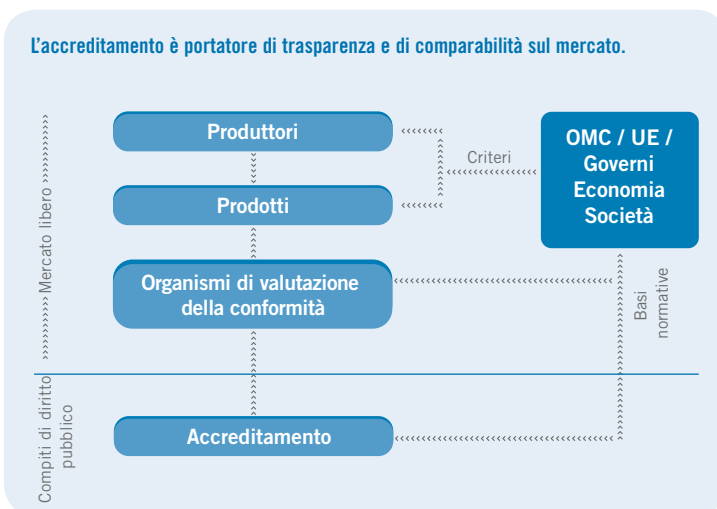 L'accreditamento è portatore di trasparenza e di comparabilità sul mercato.
Produttori
Prodotti
Organismi di valutazione
della conformità
Accreditamento
Criteri
OMC / UE /
Governi
Economia
Società
Basi
normative
Mercato libero
Compiti di diritto
pubblico